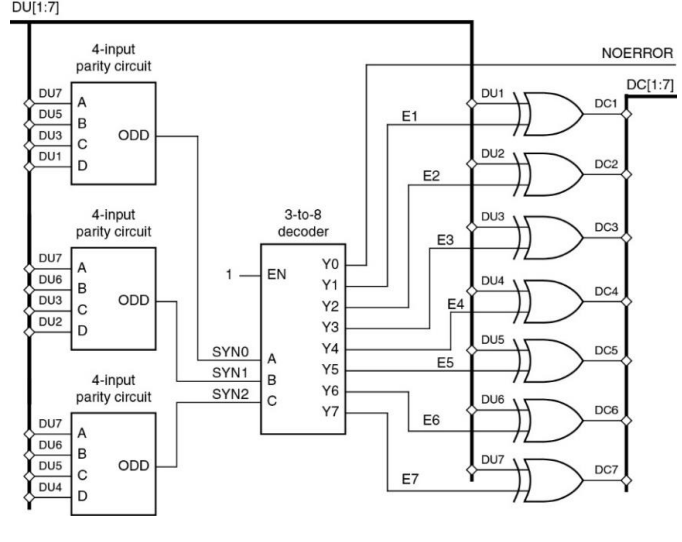 DU[1:7]
4-input
parity circuit
DU7
DU5
DU3
DU1
A
B
C
D
ODD
4-input
parity circuit
DU7
DU6
DU3
DU2
A
B
C
D
ODD
4-input
parity circuit
DU7
DU6
DU5
DU4
A
B
C
D
ODD
SYN0
SYN1
SYN2
3-to-8
decoder
1
EN
A
B
C
Y0
Y1
Y2
Y3
Y4
Y5
Y6
Y7
NOERROR
DC[1:7]
E1
DU1
DC1
E2
DU2
DC2
E3
DU3
DC3
E4
DU4
DC4
E5
DU5
DC5
E6
DU6
DC6
E7
DU7
DC7